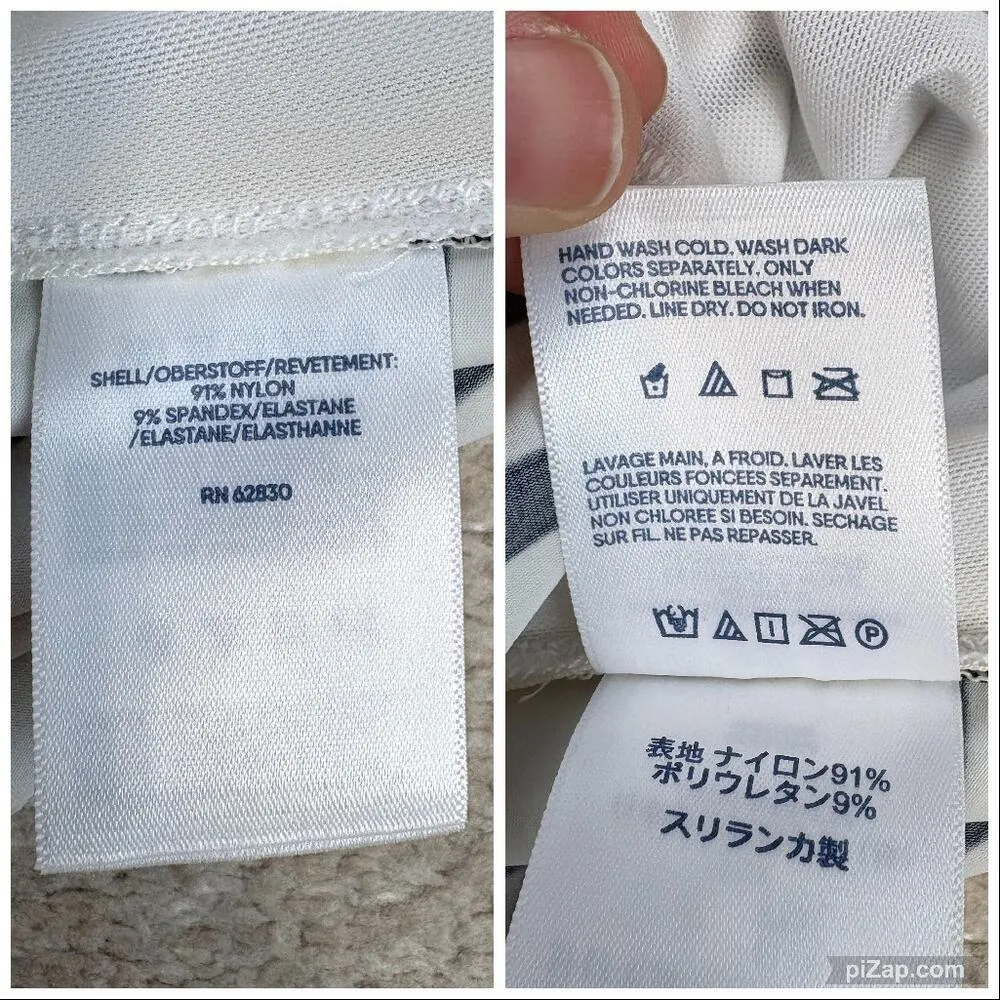 SHELL/OBERSTOFF/REVETEMENT:
91% NYLON
9% SPANDEX/ELASTANE
/ELASTANE/ELASTHANNE
RN 62830
HAND WASH COLD. WASH DARK
COLORS SEPARATELY. ONLY
NON-CHLORINE BLEACH WHEN
NEEDED. LINE DRY. DO NOT IRON.
LAVAGE MAIN, A FROID. LAVER LES
COULEURS FONCEES SEPAREMENT.
UTILISER UNIQUEMENT DE LA JAVEL
NON CHLOREE SI BESOIN. SECHAGE
SUR FIL. NE PAS REPASSER.
P
表地 ナイロン91%
ポリウレタン9%
スリランカ製
piZap.com